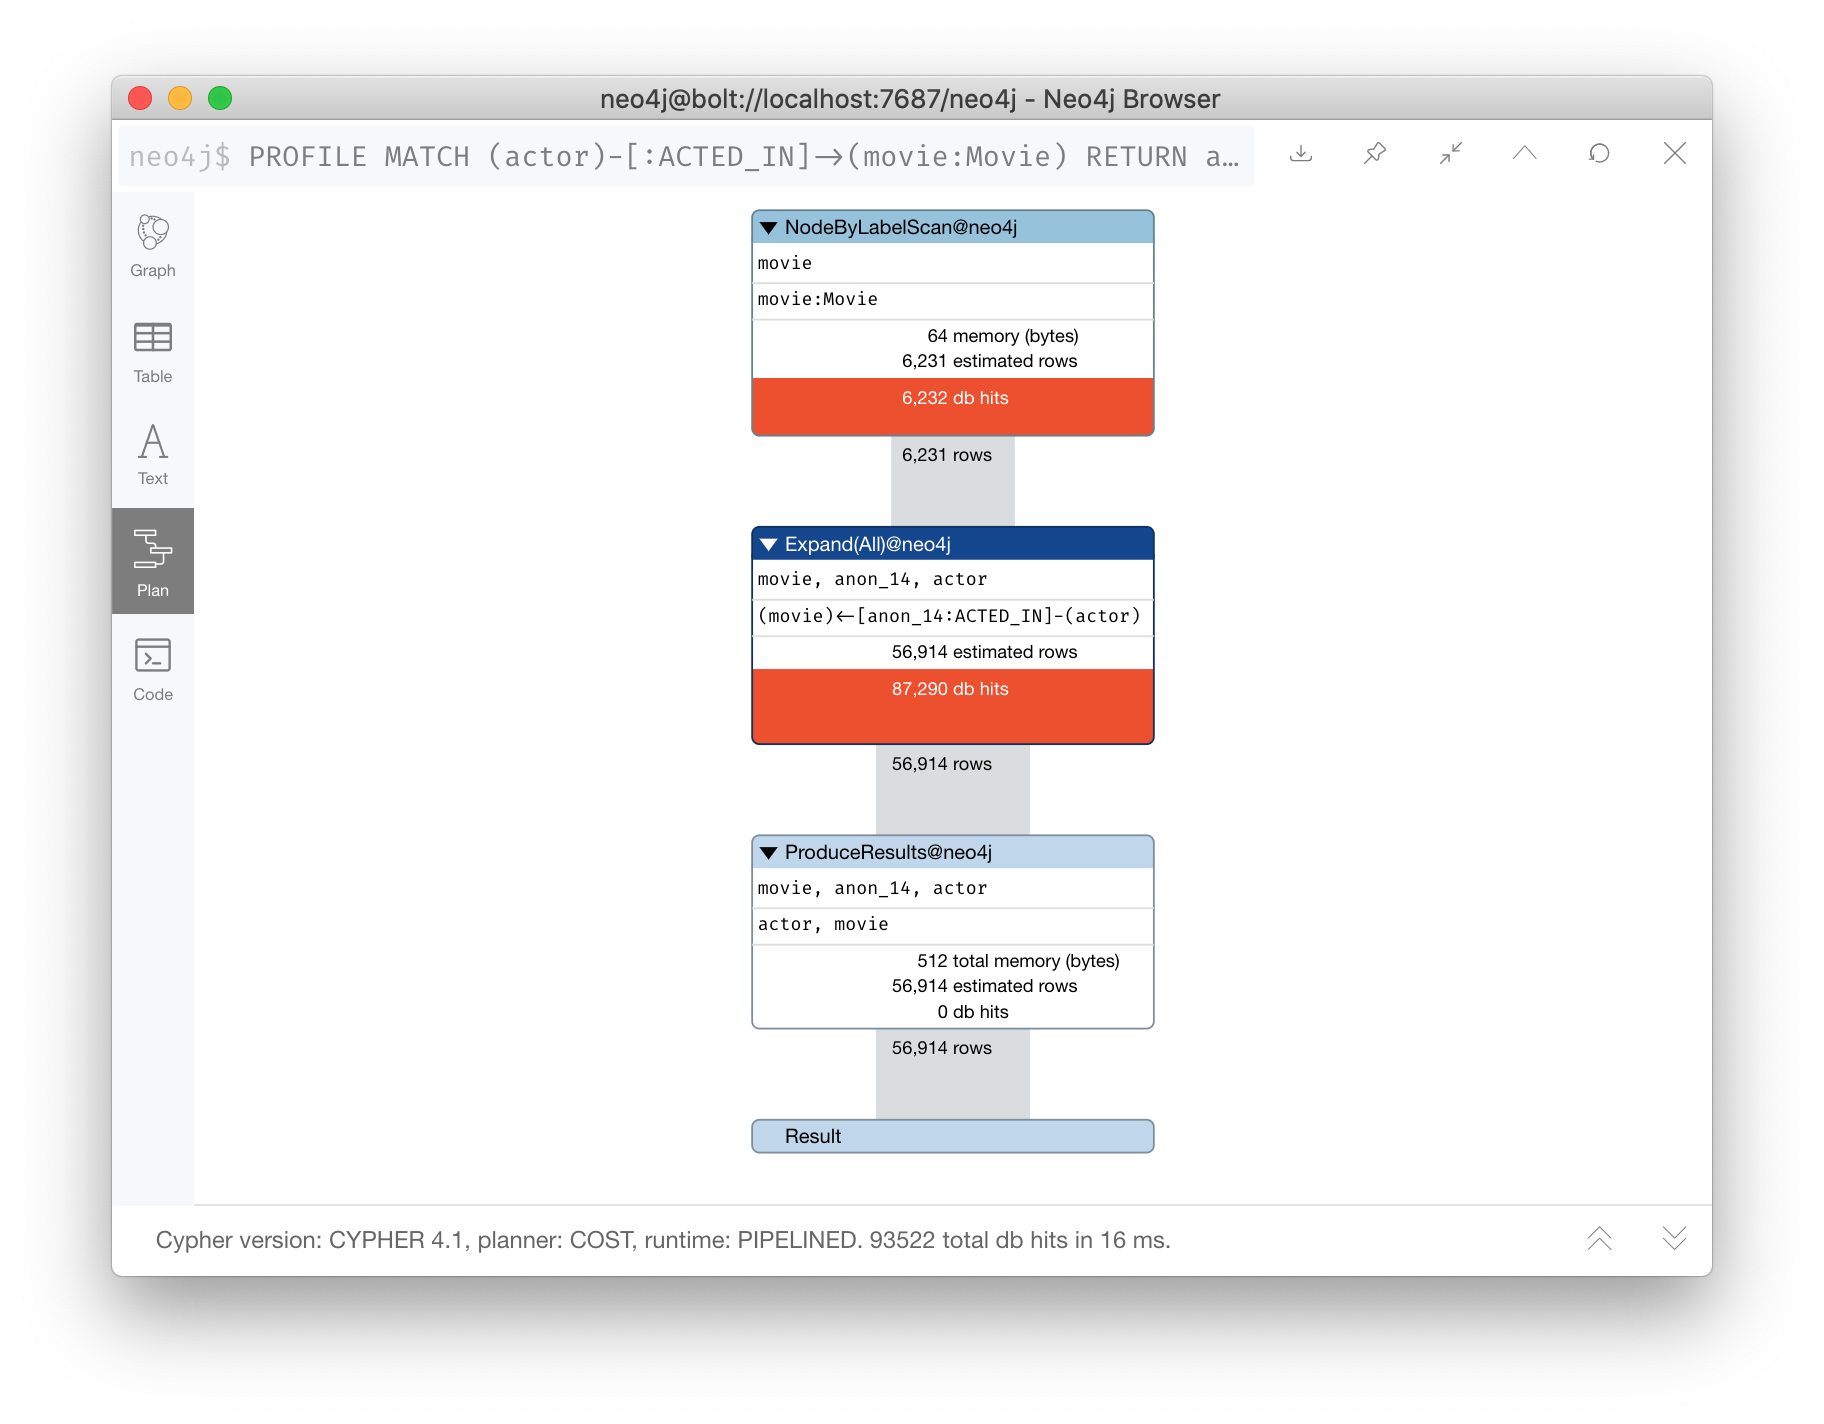 neo4j@bolt://localhost:7687/neo4j - Neo4j Browser
neo4j$ PROFILE MATCH (actor)-[:ACTED_IN]->(movie:Movie) RETURN a…
Graph
Table
Text
Plan
Code
NodeByLabelScan@neo4j
movie
movie:Movie
64 memory (bytes)
6,231 estimated rows
6,232 db hits
6,231 rows
Expand(All)@neo4j
movie, anon_14, actor
(movie)<-[anon_14:ACTED_IN]-(actor)
56,914 estimated rows
87,290 db hits
56,914 rows
ProduceResults@neo4j
movie, anon_14, actor
actor, movie
512 total memory (bytes)
56,914 estimated rows
0 db hits
56,914 rows
Result
Cypher version: CYPHER 4.1, planner: COST, runtime: PIPELINED. 93522 total db hits in 16 ms.